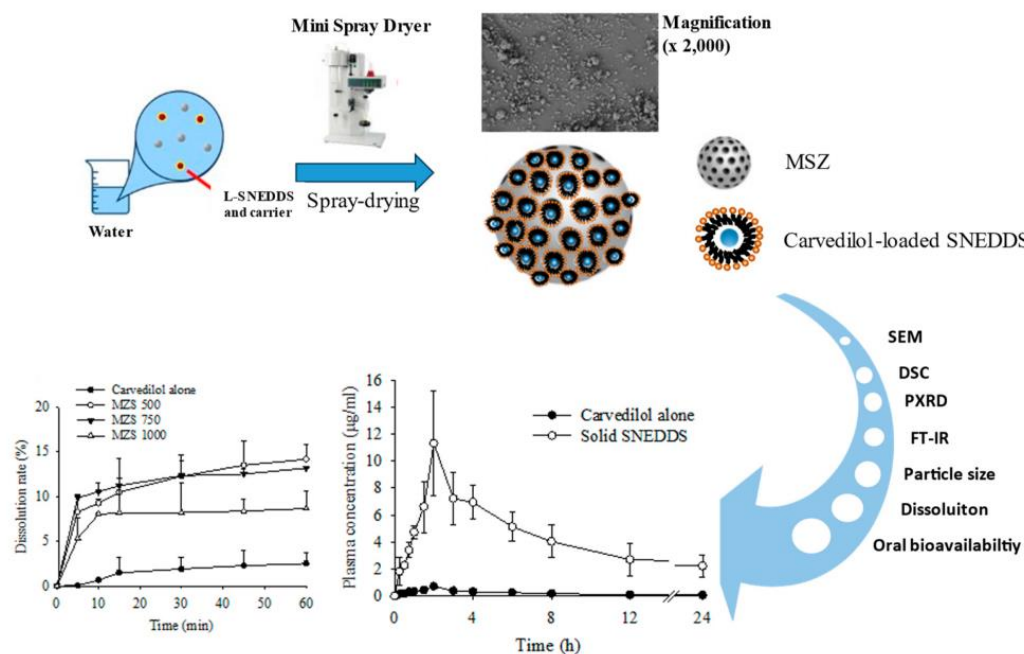 Mini Spray Dryer
Magnification
(x 2,000)
L-SNEDDS
and carrier
Water
Spray-drying
MSZ
Carvedilol-loaded SNEDDS
SEM
DSC
PXRD
FT-IR
Particle size
Dissoluiton
Oral bioavailabiltiy
Carvedilol alone
MZS 500
MZS 750
MZS 1000
Dissolution rate (%)
20
15
10
5
0
0 10 20 30 40 50 60
Time (min)
Carvedilol alone
Solid SNEDDS
Plasma concentration (µg/ml)
16
14
12
10
8
6
4
2
0
0 4 8 12 24
Time (h)